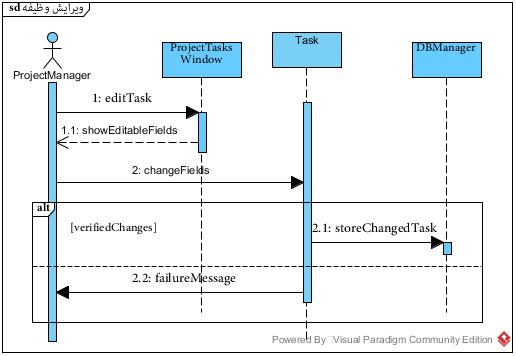 sd ویرایش وظیفه
ProjectManager
ProjectTasks
Window
Task
DBManager
1: editTask
1.1: showEditableFields
2: changeFields
alt
[verifiedChanges]
2.1: storeChangedTask
2.2: failureMessage
Powered By Visual Paradigm Community Edition